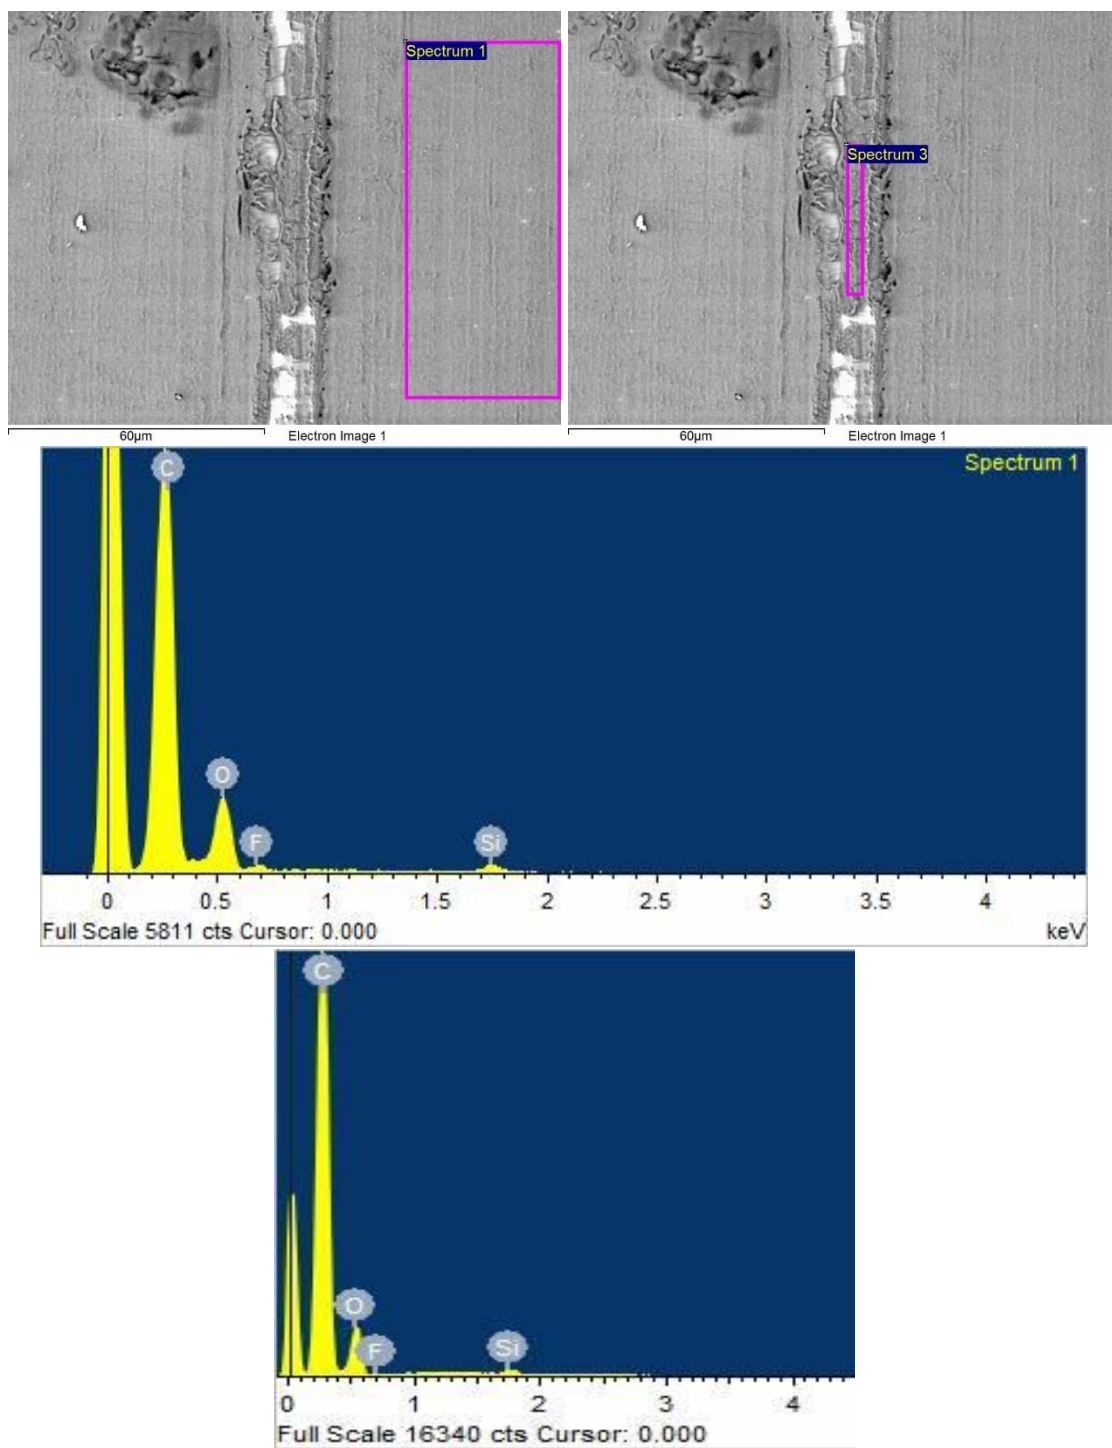 Spectrum 1
Spectrum 3
60µm Electron Image 1
60µm Electron Image 1
Spectrum 1
C
O
F
Si
0 0.5 1 1.5 2 2.5 3 3.5 4
Full Scale 5811 cts Cursor: 0.000 keV
C
O
F
Si
0 1 2 3 4
Full Scale 16340 cts Cursor: 0.000